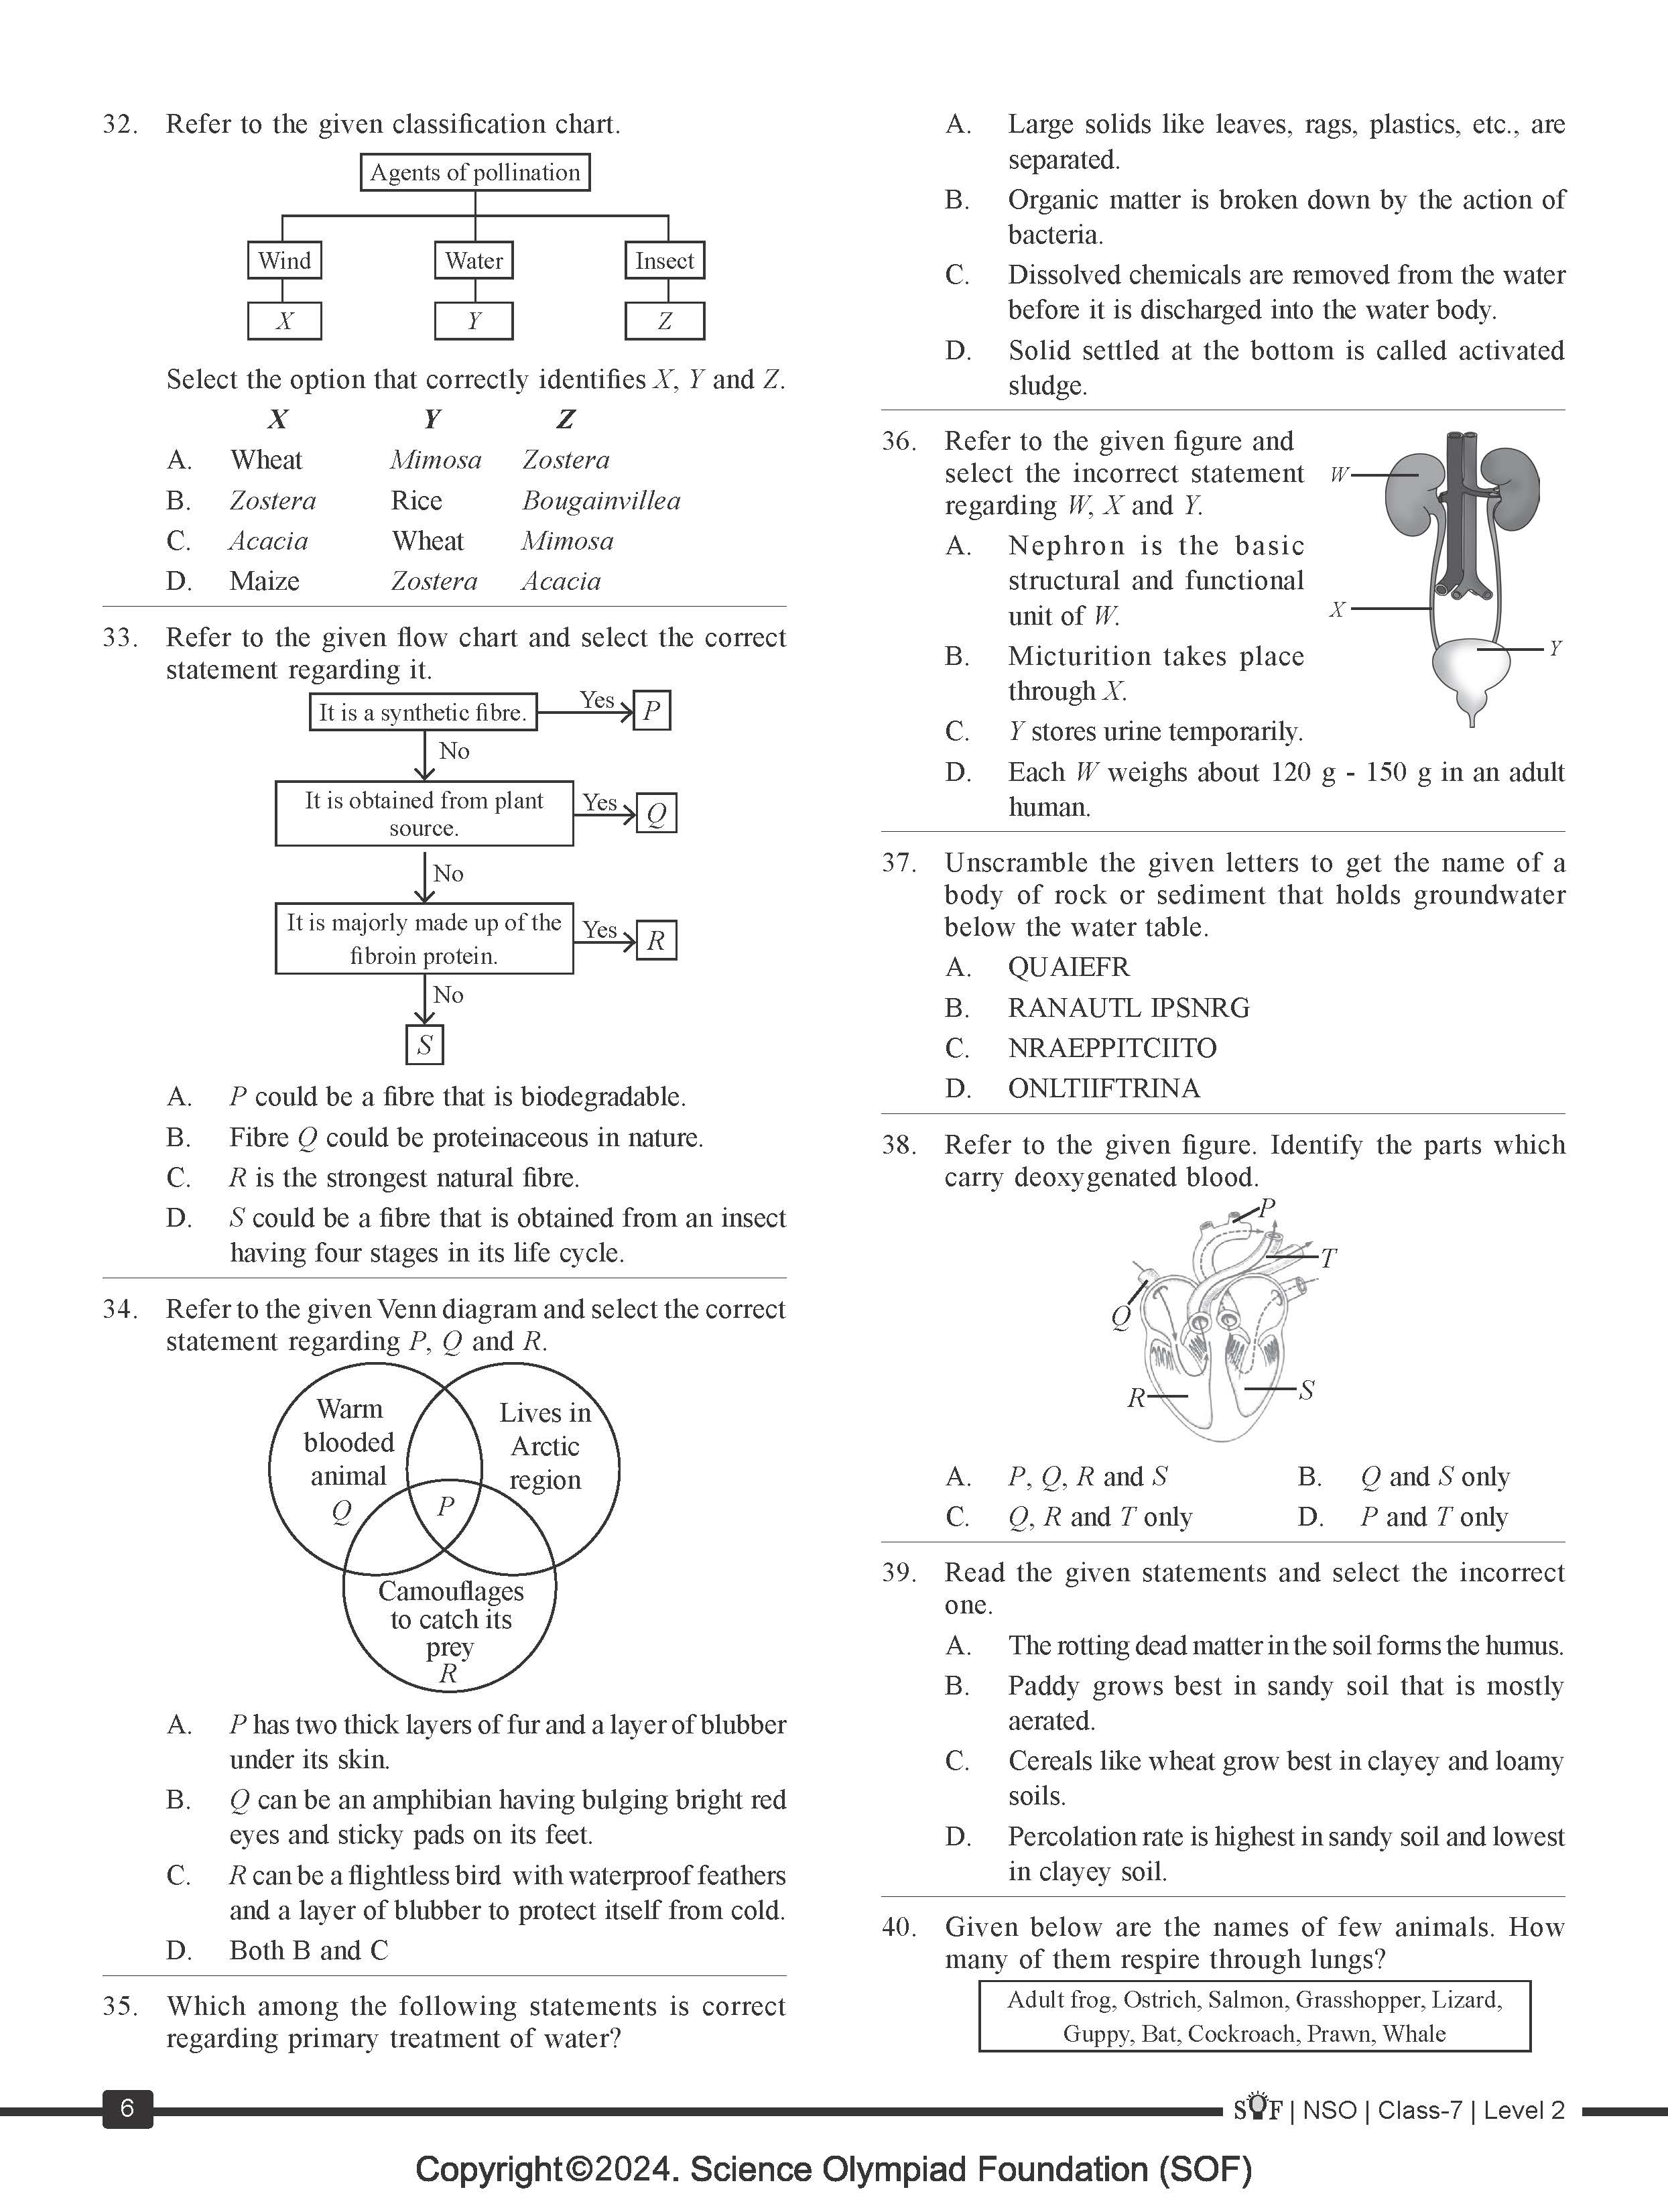 32. Refer to the given classification chart.
Agents of pollination
Wind Water Insect
X Y Z
Select the option that correctly identifies X, Y and Z.
X Y Z
A. Wheat Mimosa Zostera
B. Zostera Rice Bougainvillea
C. Acacia Wheat Mimosa
D. Maize Zostera Acacia
33. Refer to the given flow chart and select the correct
statement regarding it.
It is a synthetic fibre. Yes P
No
It is obtained from plant
source. Yes Q
No
It is majorly made up of the
fibroin protein. Yes R
No
S
A. P could be a fibre that is biodegradable.
B. Fibre Q could be proteinaceous in nature.
C. R is the strongest natural fibre.
D. S could be a fibre that is obtained from an insect
having four stages in its life cycle.
34. Refer to the given Venn diagram and select the correct
statement regarding P, Q and R.
Warm
blooded
animal
Q
Lives in
Arctic
region
P
Camouflages
to catch its
prey
R
A. P has two thick layers of fur and a layer of blubber
under its skin.
B. Q can be an amphibian having bulging bright red
eyes and sticky pads on its feet.
C. R can be a flightless bird with waterproof feathers
and a layer of blubber to protect itself from cold.
D. Both B and C
35. Which among the following statements is correct
regarding primary treatment of water?
A. Large solids like leaves, rags, plastics, etc., are
separated.
B. Organic matter is broken down by the action of
bacteria.
C. Dissolved chemicals are removed from the water
before it is discharged into the water body.
D. Solid settled at the bottom is called activated
sludge.
36. Refer to the given figure and
select the incorrect statement
regarding W, X and Y.
W
X
Y
A. Nephron is the basic
structural and functional
unit of W.
B. Micturition takes place
through X.
C. Y stores urine temporarily.
D. Each W weighs about 120 g - 150 g in an adult
human.
37. Unscramble the given letters to get the name of a
body of rock or sediment that holds groundwater
below the water table.
A. QUAIEFR
B. RANAUTL IPSNRG
C. NRAEPPITCIITO
D. ONLTIIFTRINA
38. Refer to the given figure. Identify the parts which
carry deoxygenated blood.
P
T
Q
R
S
A. P, Q, R and S B. Q and S only
C. Q, R and T only D. P and T only
39. Read the given statements and select the incorrect
one.
A. The rotting dead matter in the soil forms the humus.
B. Paddy grows best in sandy soil that is mostly
aerated.
C. Cereals like wheat grow best in clayey and loamy
soils.
D. Percolation rate is highest in sandy soil and lowest
in clayey soil.
40. Given below are the names of few animals. How
many of them respire through lungs?
Adult frog, Ostrich, Salmon, Grasshopper, Lizard,
Guppy, Bat, Cockroach, Prawn, Whale
6
SOF | NSO | Class-7 | Level 2
Copyright©2024. Science Olympiad Foundation (SOF)